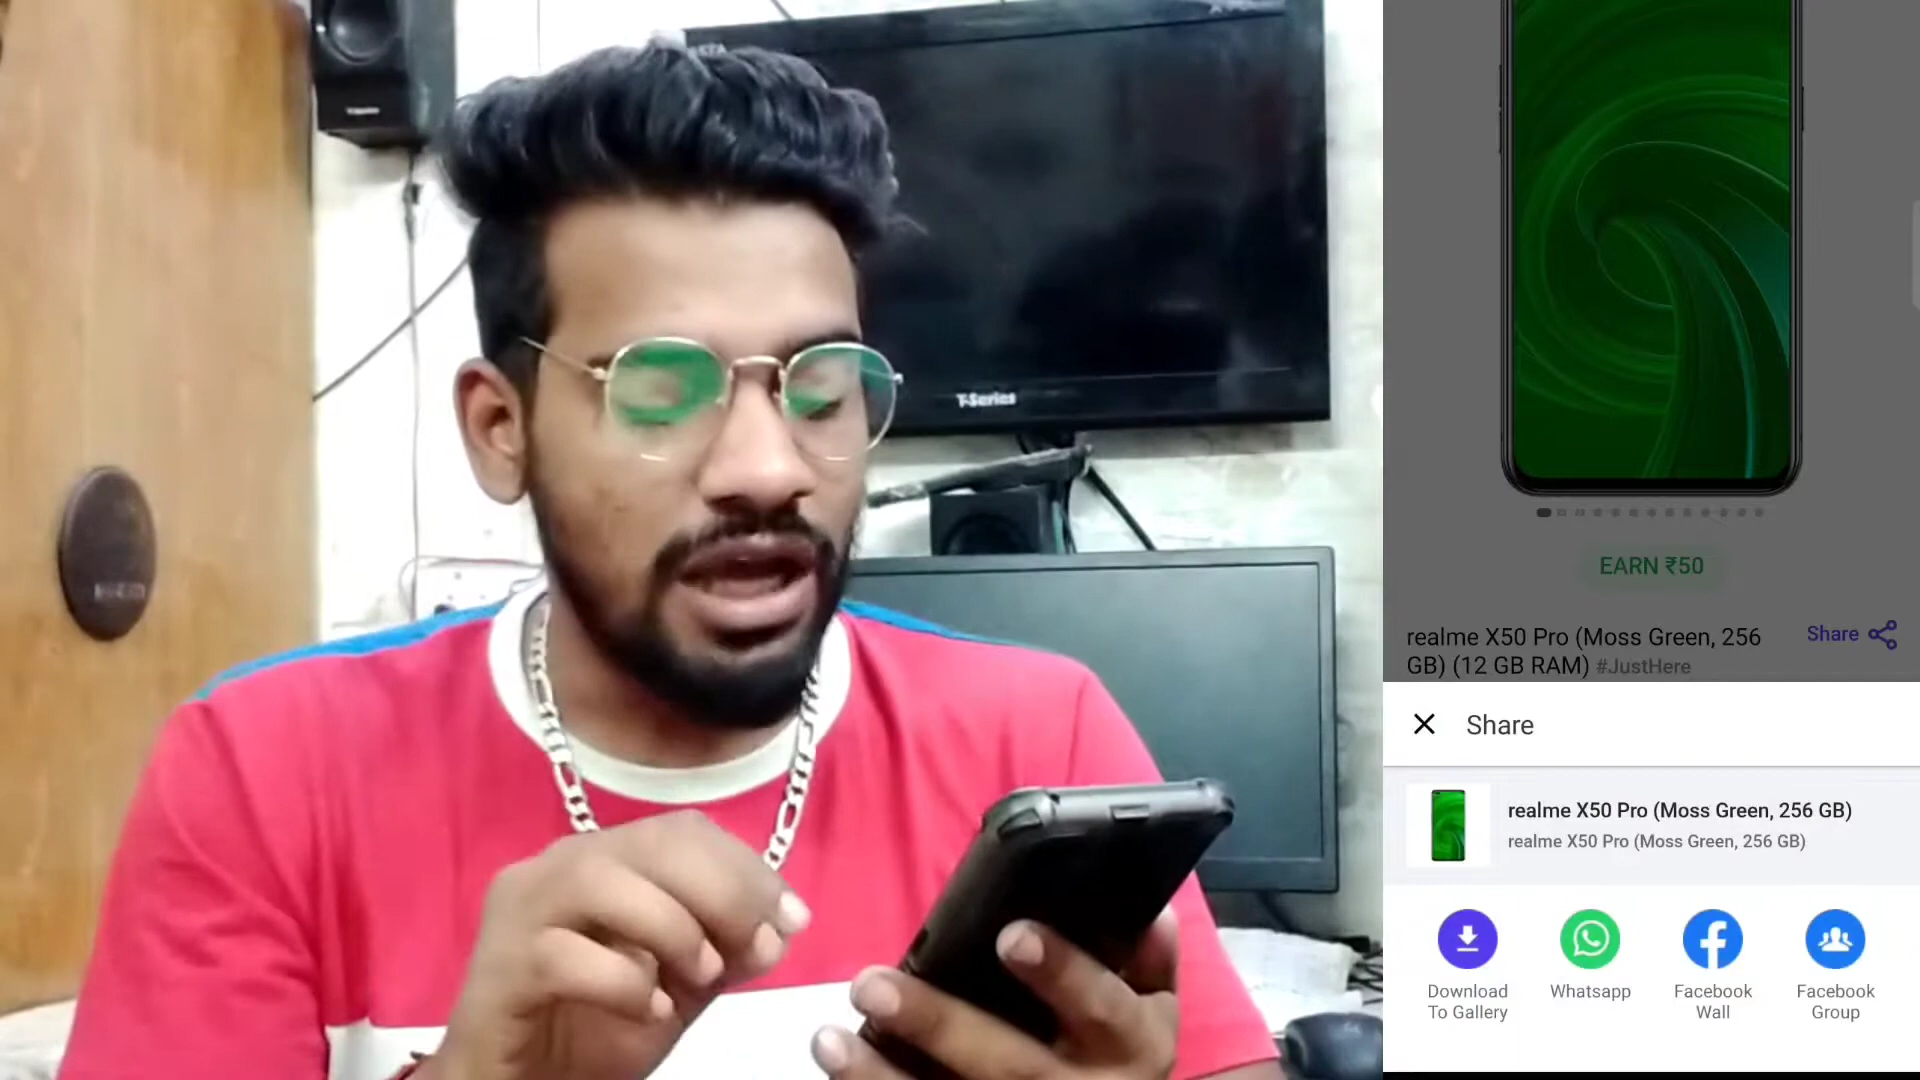 T-Series
EARN ₹50
realme X50 Pro (Moss Green, 256
GB) (12 GB RAM) #JustHere
Share
Share
realme X50 Pro (Moss Green, 256 GB)
realme X50 Pro (Moss Green, 256 GB)
Download
To Gallery
Whatsapp
Facebook
Wall
Facebook
Group